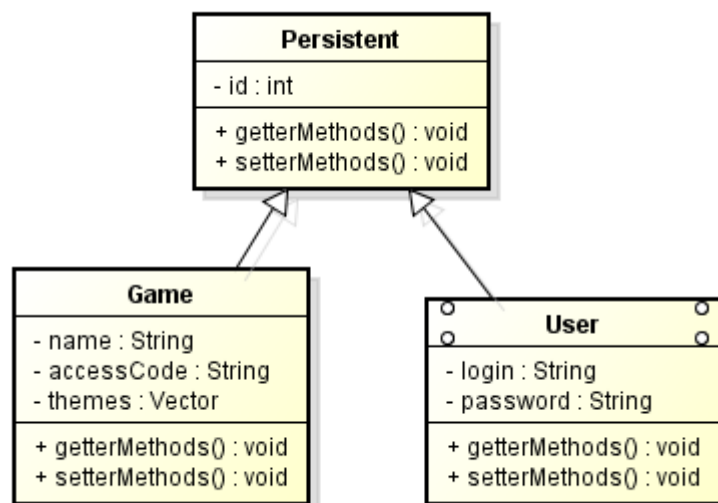 Persistent
- id : int
+ getterMethods() : void
+ setterMethods() : void
Game
- name : String
- accessCode : String
- themes : Vector
+ getterMethods() : void
+ setterMethods() : void
User
- login : String
- password : String
+ getterMethods() : void
+ setterMethods() : void